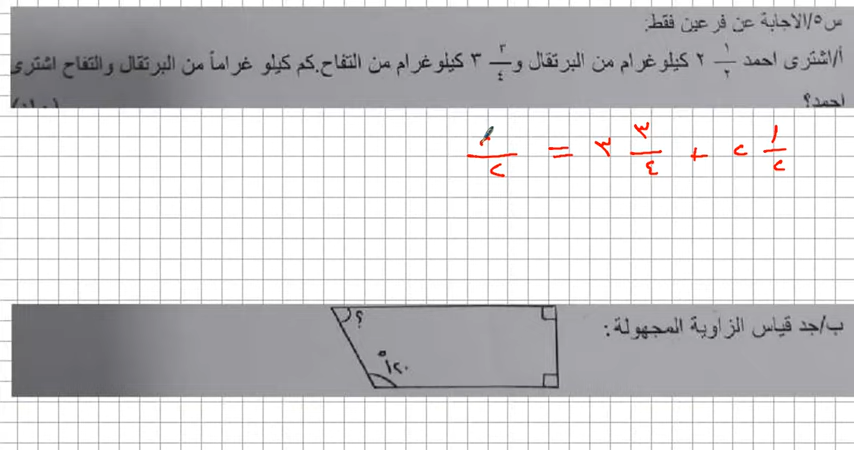 س٥/الاجابة عن فرعين فقط:
أ/اشترى احمد ١/٢ ٢ كيلوغرام من البرتقال و ٣/٤ ٣ كيلوغرام من التفاح.كم كيلو غراماً من البرتقال والتفاح اشترى
احمد؟
١/٢ ٢ + ٣/٤ ٣ =
ب/جد قياس الزاوية المجهولة:
؟
١٢٠°